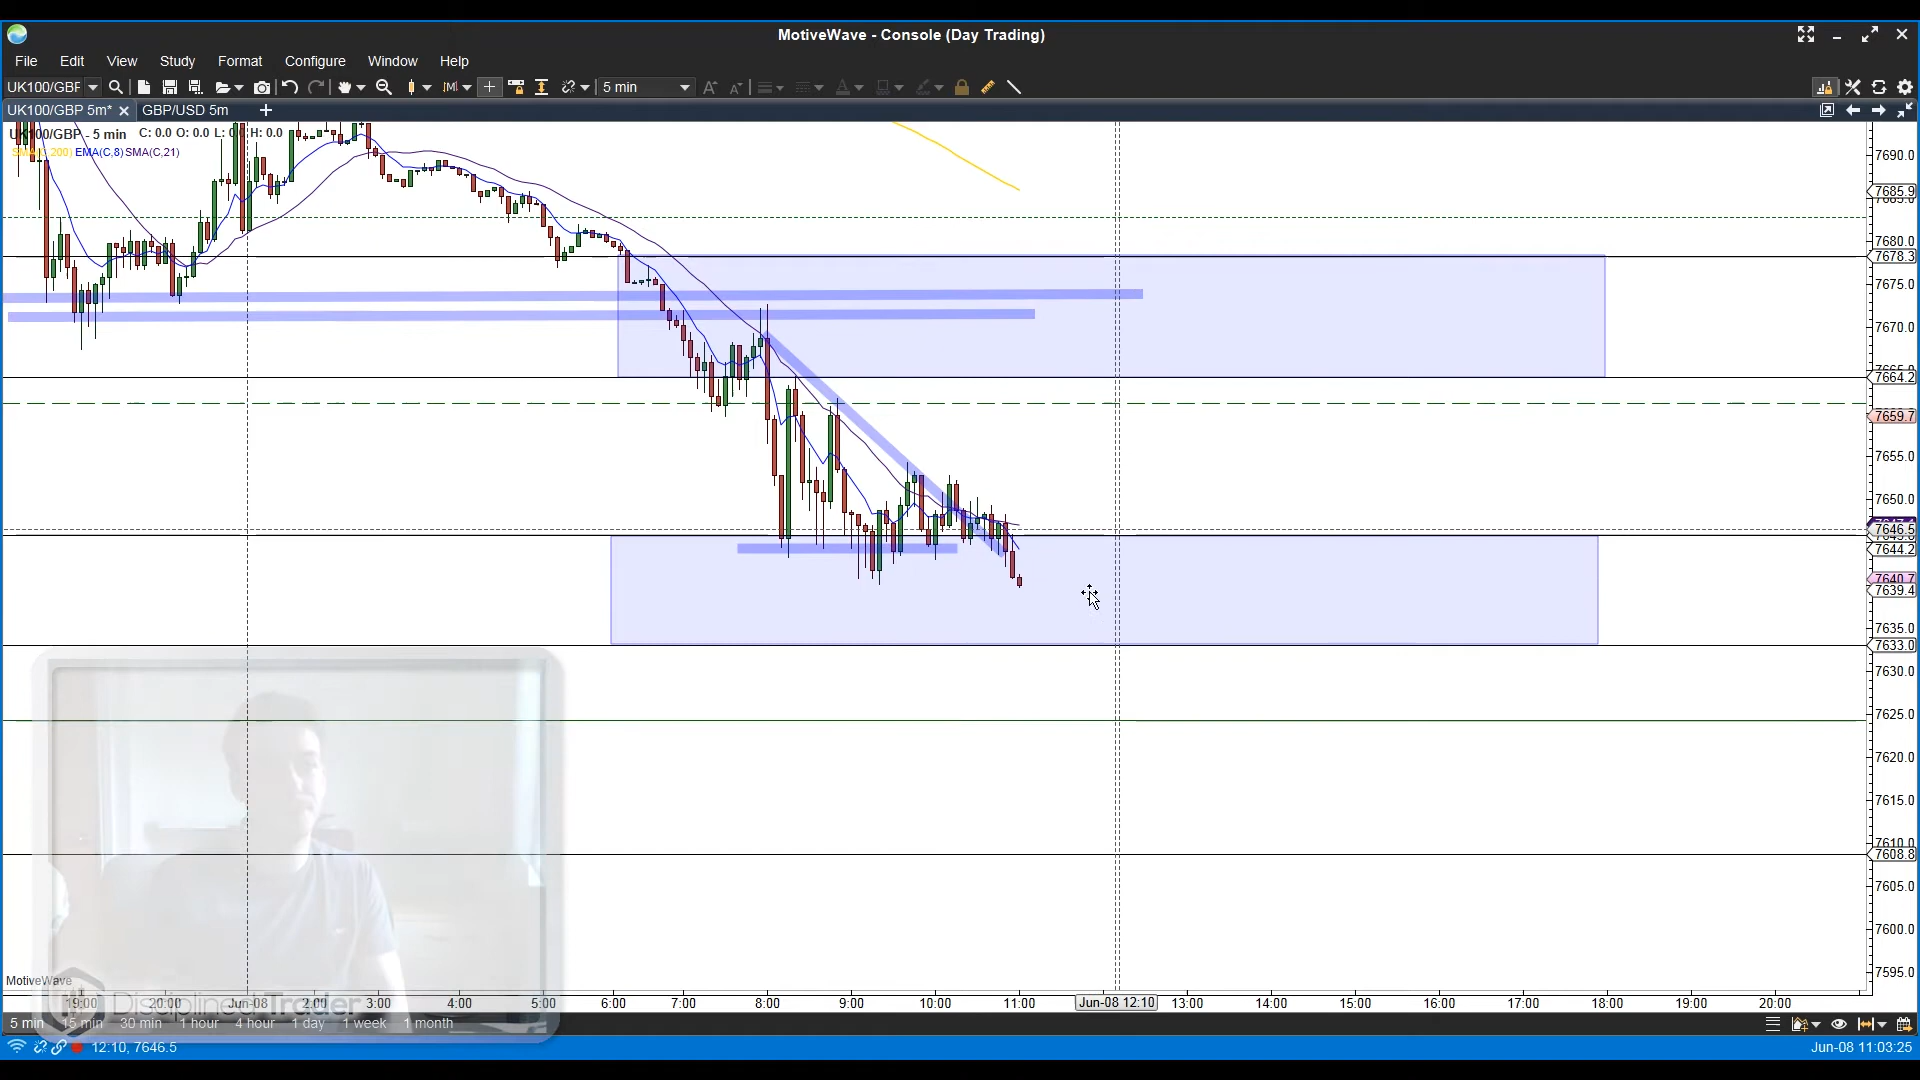 MotiveWave - Console (Day Trading)
File Edit View Study Format Configure Window Help
UK100/GBP 5 min
UK100/GBP 5m* GBP/USD 5m
UK100/GBP - 5 min C: 0.0 O: 0.0 L: 0.0 H: 0.0
SMA(C,200) EMA(C,8) SMA(C,21)
7690.0
7685.9
7680.0
7678.3
7675.0
7670.0
7664.2
7659.7
7655.0
7650.0
7646.5
7644.2
7640.7
7639.4
7635.0
7633.0
7630.0
7625.0
7620.0
7615.0
7610.0
7608.8
7605.0
7600.0
7595.0
MotiveWave
Disciplined Trader
19:00 20:00 Jun-08 2:00 3:00 4:00 5:00 6:00 7:00 8:00 9:00 10:00 11:00 Jun-08 12:10 13:00 14:00 15:00 16:00 17:00 18:00 19:00 20:00
5 min 15 min 30 min 1 hour 4 hour 1 day 1 week 1 month
12:10, 7646.5 Jun-08 11:03:25